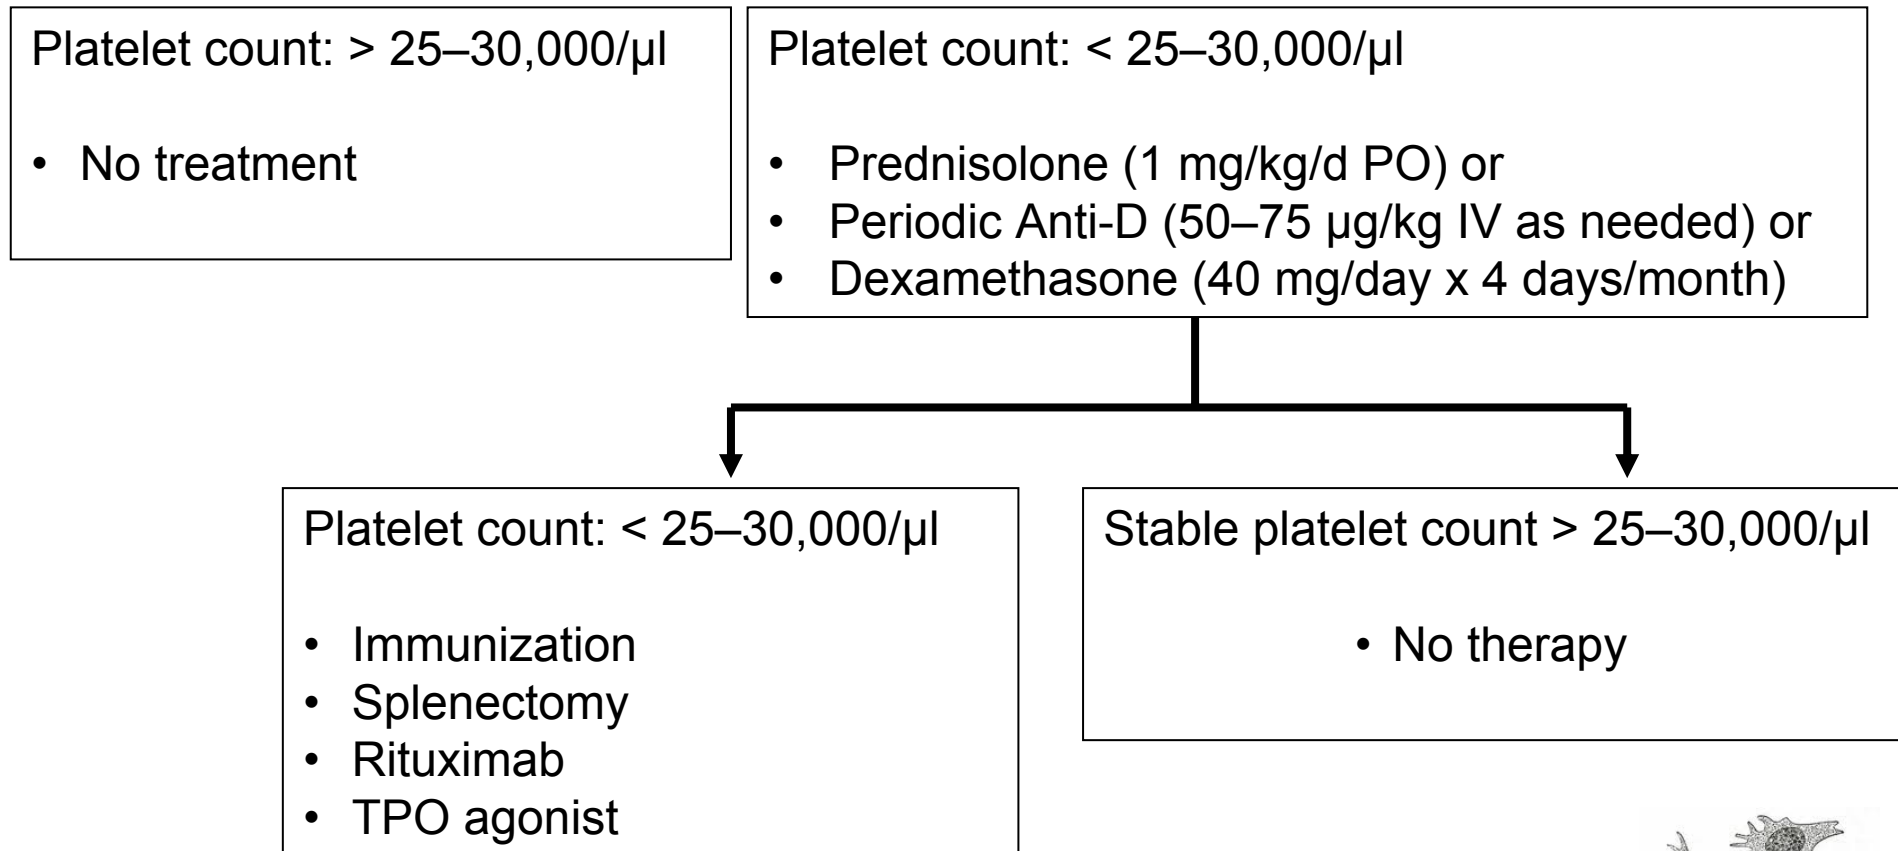 Platelet count: > 25–30,000/µl
• No treatment
Platelet count: < 25–30,000/µl
• Prednisolone (1 mg/kg/d PO) or
• Periodic Anti-D (50–75 µg/kg IV as needed) or
• Dexamethasone (40 mg/day x 4 days/month)
Platelet count: < 25–30,000/µl
• Immunization
• Splenectomy
• Rituximab
• TPO agonist
Stable platelet count > 25–30,000/µl
• No therapy